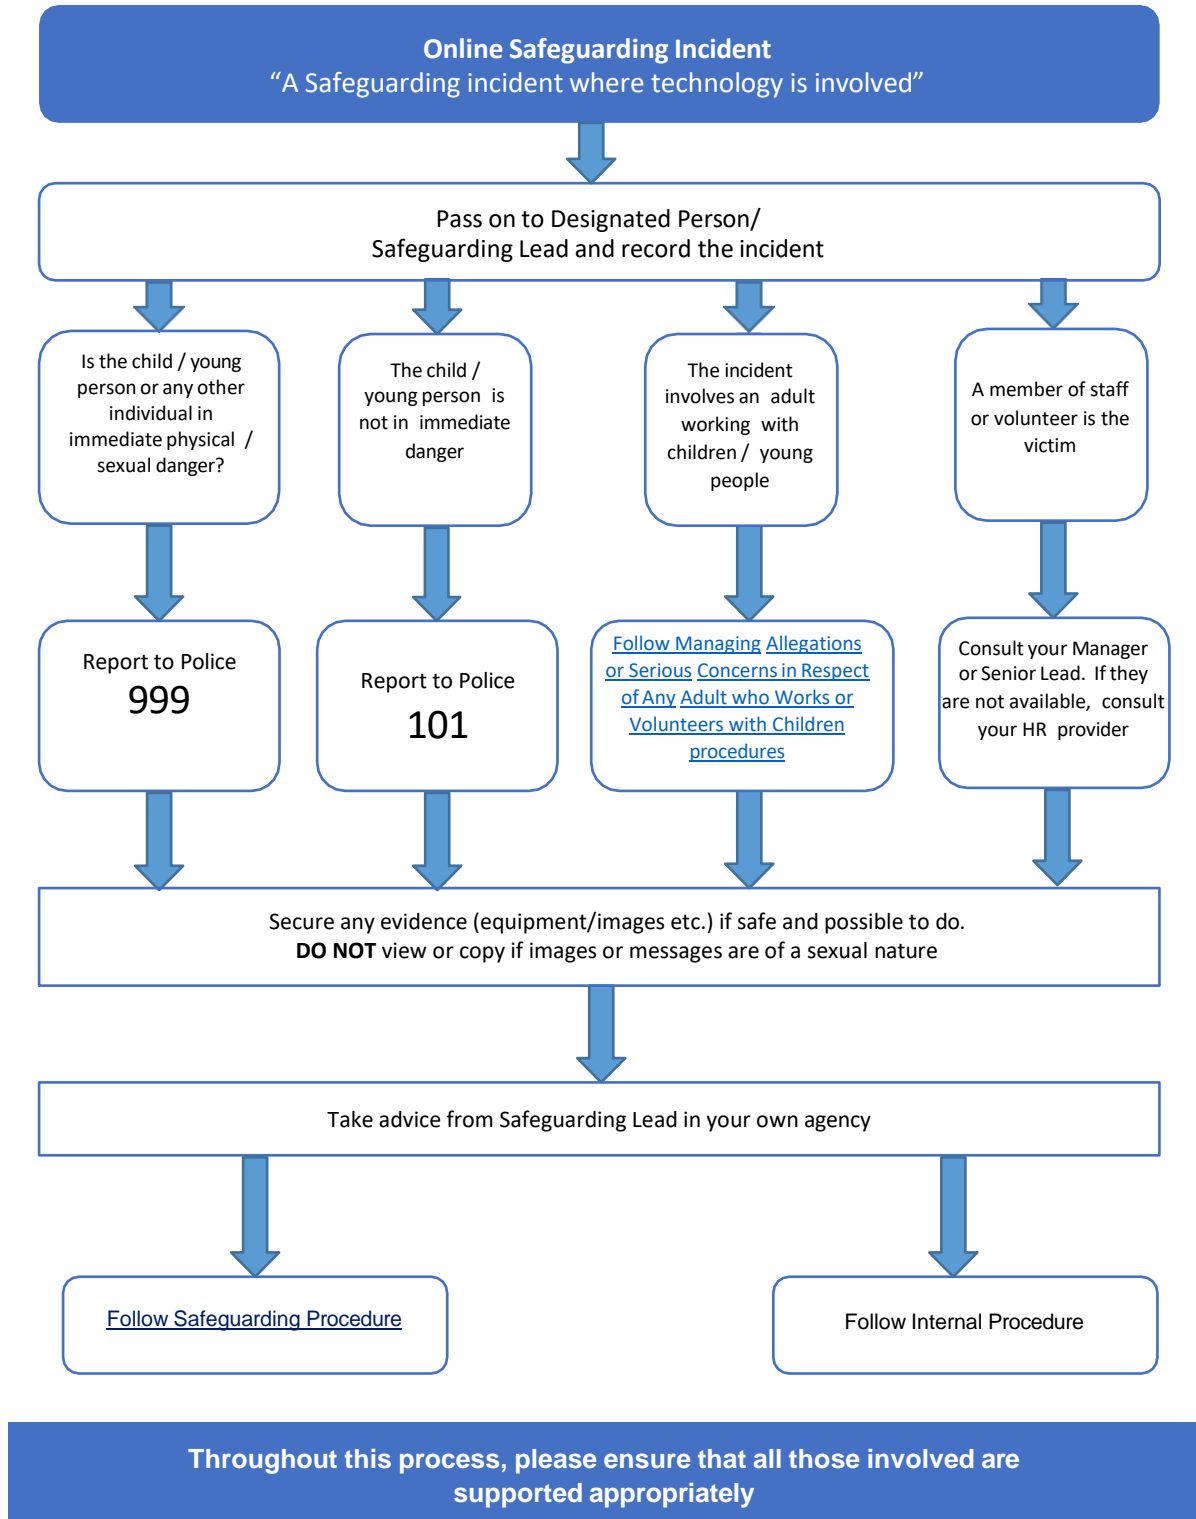 Online Safeguarding Incident
“A Safeguarding incident where technology is involved”
Pass on to Designated Person/
Safeguarding Lead and record the incident
Is the child / young
person or any other
individual in
immediate physical /
sexual danger?
The child /
young person is
not in immediate
danger
The incident
involves an adult
working with
children / young
people
A member of staff
or volunteer is the
victim
Report to Police
999
Report to Police
101
Follow Managing Allegations
or Serious Concerns in Respect
of Any Adult who Works or
Volunteers with Children
procedures
Consult your Manager
or Senior Lead. If they
are not available, consult
your HR provider
Secure any evidence (equipment/images etc.) if safe and possible to do.
DO NOT view or copy if images or messages are of a sexual nature
Take advice from Safeguarding Lead in your own agency
Follow Safeguarding Procedure
Follow Internal Procedure
Throughout this process, please ensure that all those involved are
supported appropriately